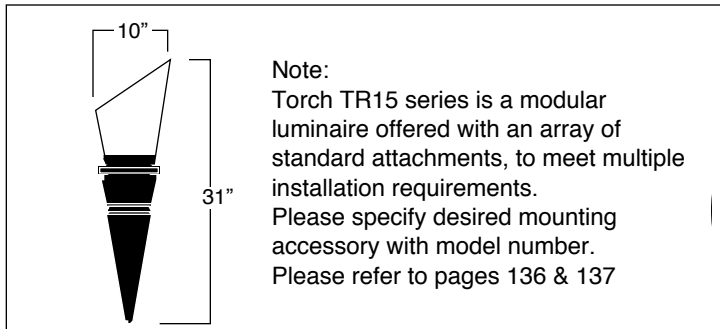 10”
31”
Note:
Torch TR15 series is a modular
luminaire offered with an array of
standard attachments, to meet multiple
installation requirements.
Please specify desired mounting
accessory with model number.
Please refer to pages 136 & 137